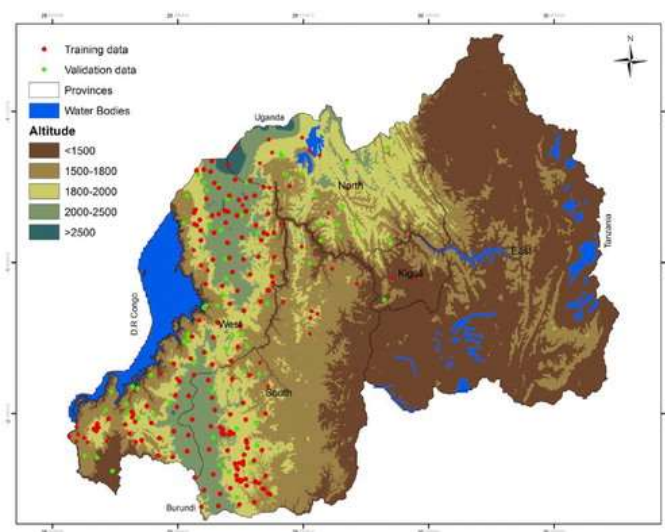 Training data
Validation data
Provinces
Water Bodies
Altitude
<1500
1500-1800
1800-2000
2000-2500
>2500
N
Uganda
North
Tanzania
East
Kigali
D.R Congo
West
South
Burundi